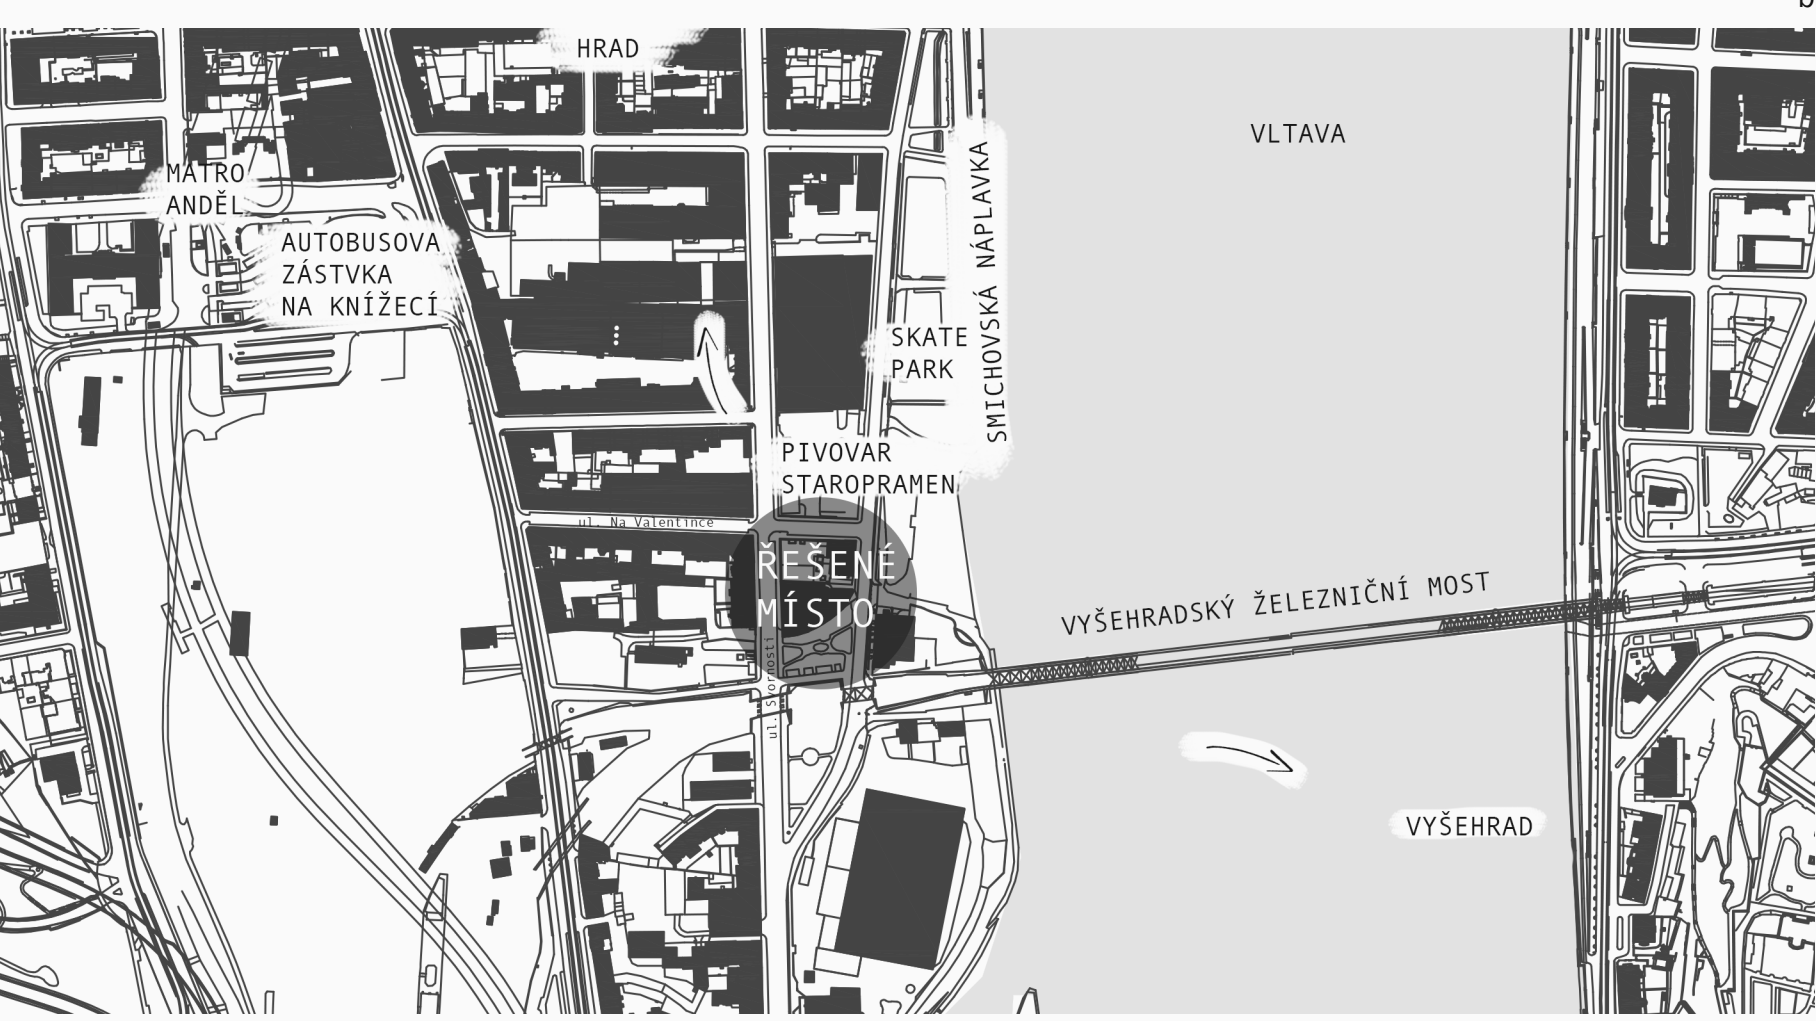 HRAD
VLTAVA
MATRO
ANDĚL
AUTOBUSOVA
ZÁSTVKA
NA KNÍŽECÍ
SMICHOVSKÁ NÁPLAVKA
SKATE
PARK
PIVOVAR
STAROPRAMEN
ul. Na Valentince
ŘEŠENÉ
MÍSTO
VYŠEHRADSKÝ ŽELEZNIČNÍ MOST
ul. Svornosti
VYŠEHRAD